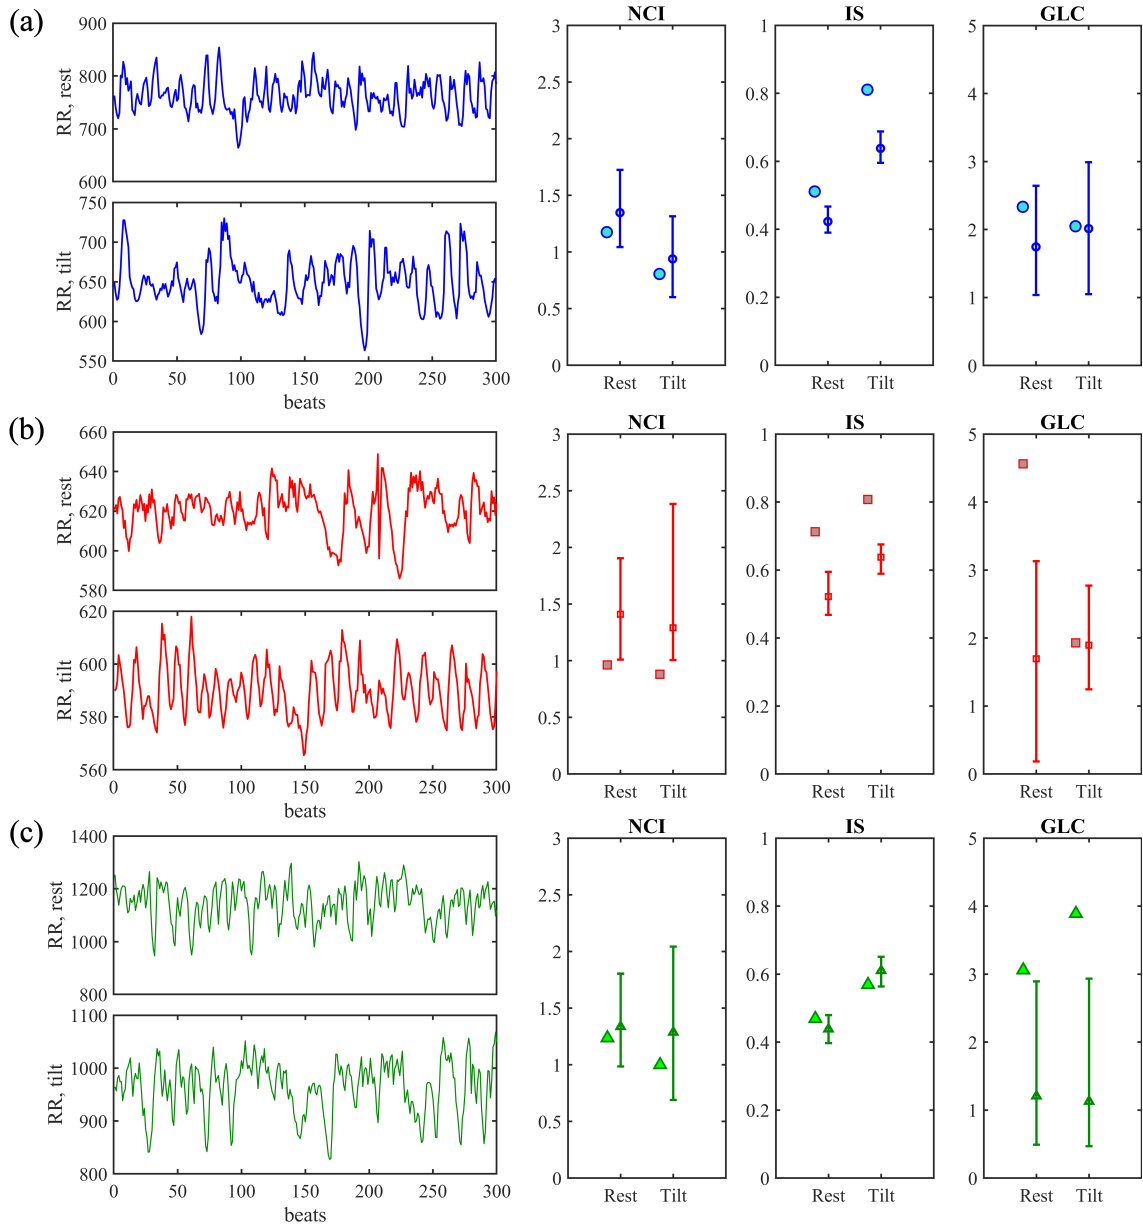 (a)
NCI
IS
GLC
900
800
700
600
RR, rest
750
700
650
600
550
RR, tilt
0
50
100
150
200
250
300
beats
3
2.5
2
1.5
1
0.5
0
Rest
Tilt
1
0.8
0.6
0.4
0.2
0
Rest
Tilt
5
4
3
2
1
0
Rest
Tilt
(b)
NCI
IS
GLC
660
640
620
600
580
RR, rest
620
600
580
560
RR, tilt
0
50
100
150
200
250
300
beats
3
2.5
2
1.5
1
0.5
0
Rest
Tilt
1
0.8
0.6
0.4
0.2
0
Rest
Tilt
5
4
3
2
1
0
Rest
Tilt
(c)
NCI
IS
GLC
1400
1200
1000
800
RR, rest
1100
1000
900
800
RR, tilt
0
50
100
150
200
250
300
beats
3
2.5
2
1.5
1
0.5
0
Rest
Tilt
1
0.8
0.6
0.4
0.2
0
Rest
Tilt
5
4
3
2
1
0
Rest
Tilt